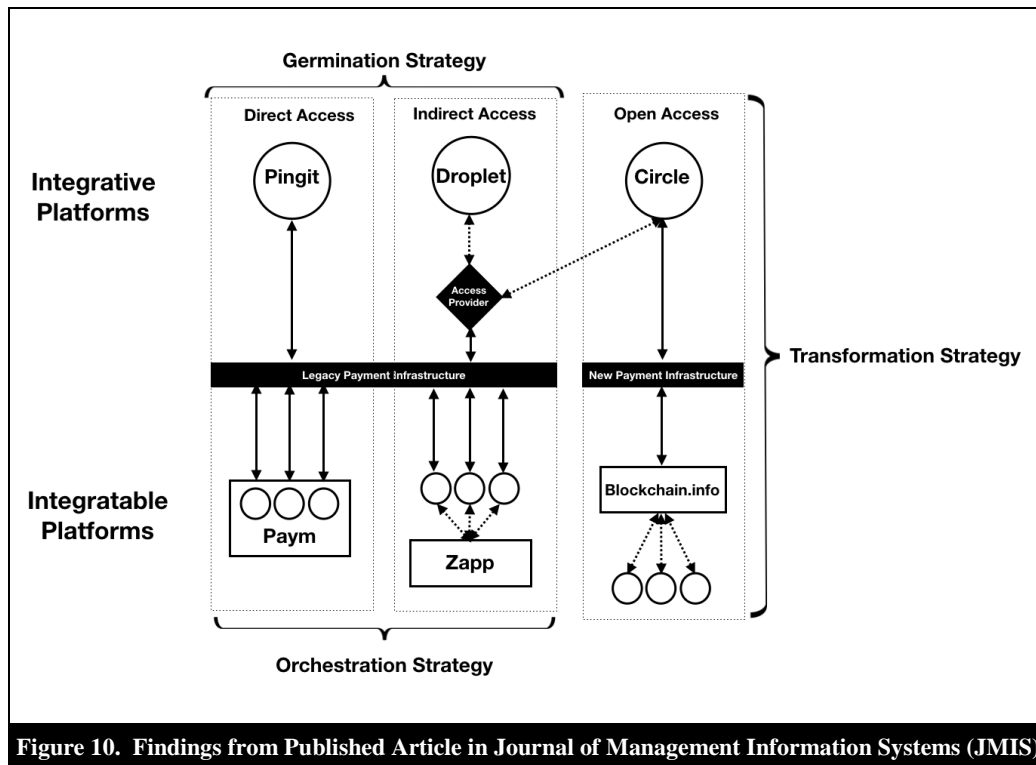 Germination Strategy
Direct Access
Indirect Access
Open Access
Integrative
Platforms
Pingit
Droplet
Circle
Access
Provider
Transformation Strategy
Legacy Payment Infrastructure
New Payment Infrastructure
Integratable
Platforms
Paym
Zapp
Blockchain.info
Orchestration Strategy
Figure 10. Findings from Published Article in Journal of Management Information Systems (JMIS)